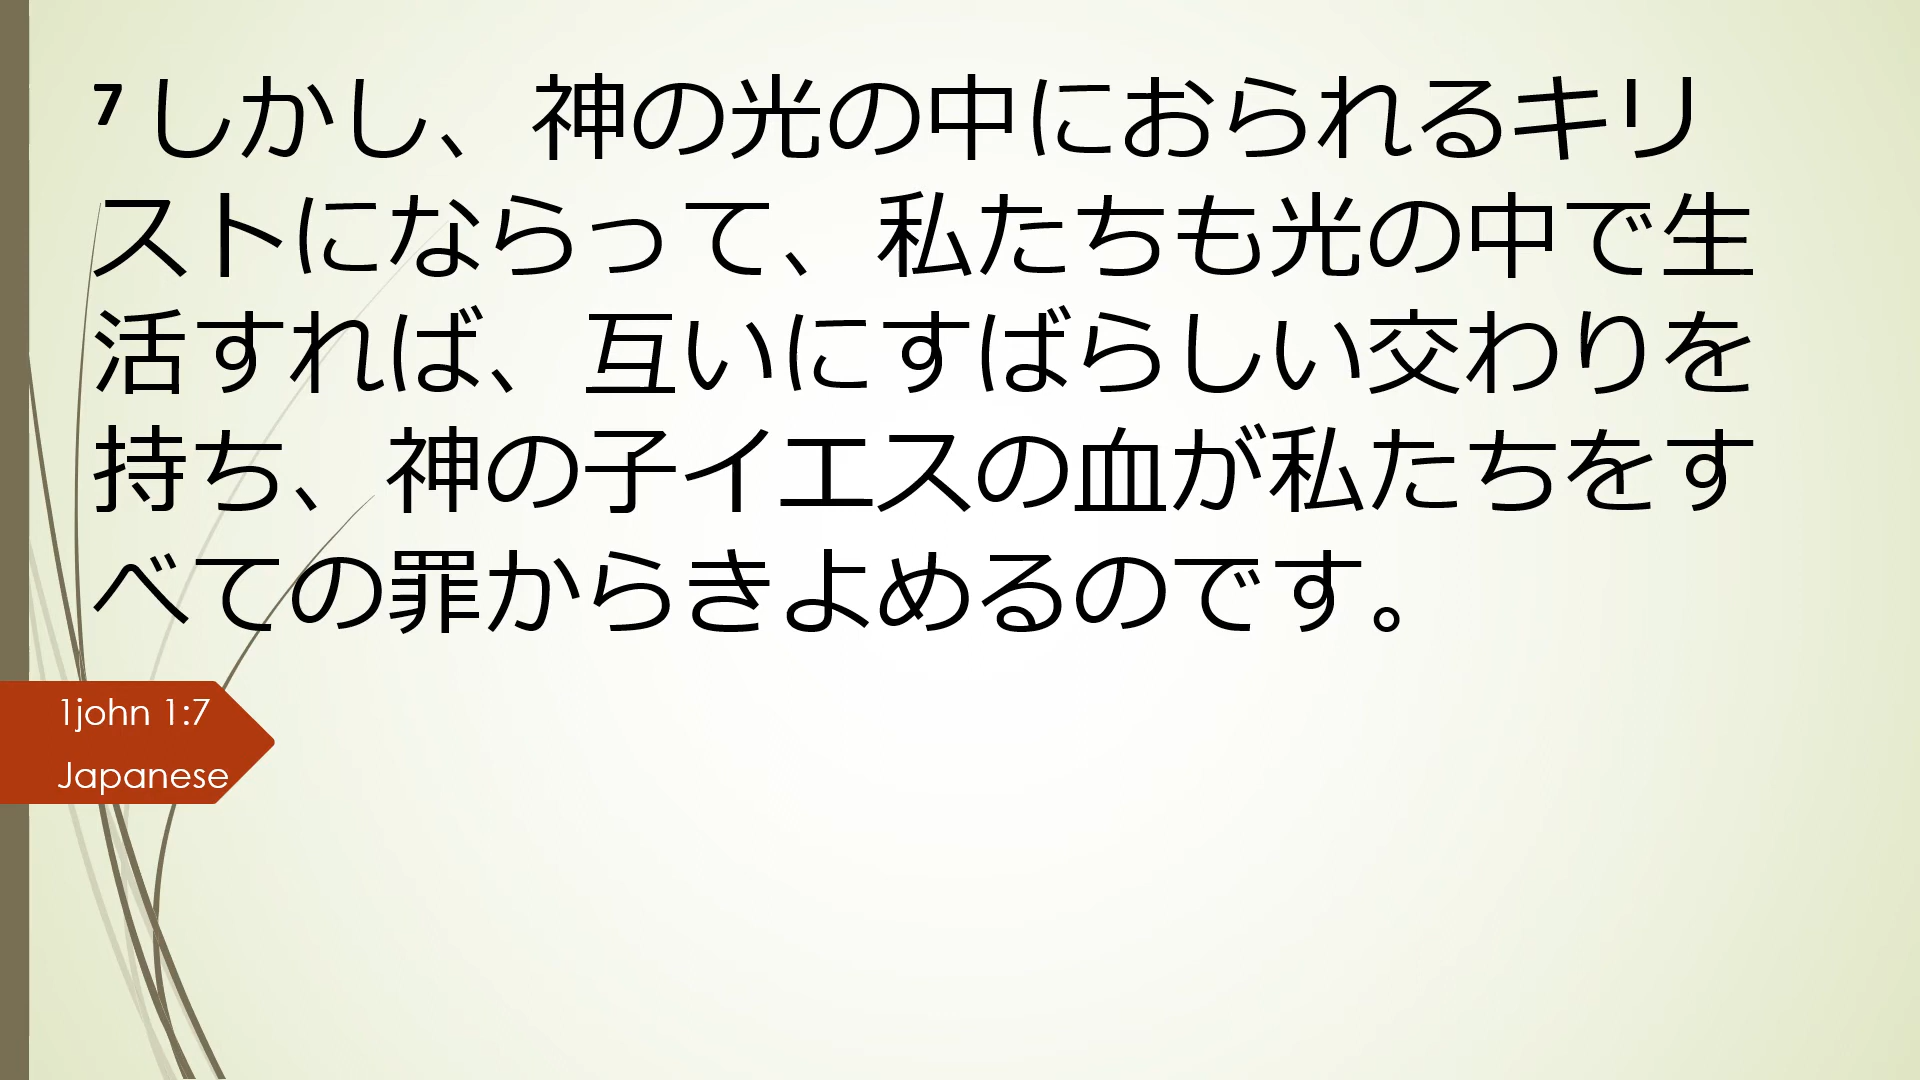 7 しかし、神の光の中におられるキリ
ストにならって、私たちも光の中で生
活すれば、互いにすばらしい交わりを
持ち、神の子イエスの血が私たちをす
べての罪からきよめるのです。
1john 1:7
Japanese